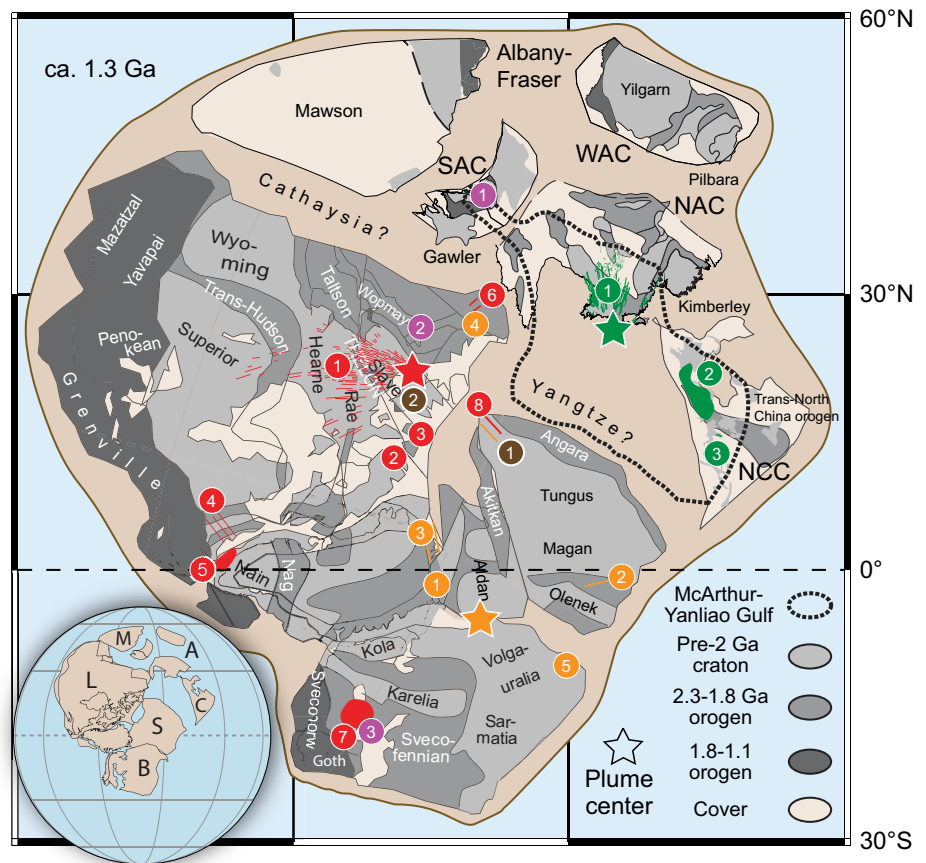 60°N
ca. 1.3 Ga
Albany-
Fraser
Mawson
Yilgarn
SAC
WAC
Pilbara
NAC
1
Cathaysia?
Gawler
Mazatzal
Yavapai
Wyo-
ming
Taltson
Wopmay
6
4
2
1
30°N
Kimberley
Trans-Hudson
Superior
Peno-
kean
Hearne
1
Rae
Slave
2
2
Trans-North
China orogen
Yangtze?
8
3
2
1
3
NCC
Grenville
Angara
Tungus
Akitkan
4
3
Magan
5
Nain
Nag
1
Aldan
2
Olenek
0°
McArthur-
Yanliao Gulf
Pre-2 Ga
craton
2.3-1.8 Ga
orogen
1.8-1.1
orogen
Cover
Plume
center
Kola
Volga-
uralia
5
Karelia
Sveconorw
7
3
Goth
Sveco-
fennian
Sar-
matia
M
A
L
C
S
B
30°S